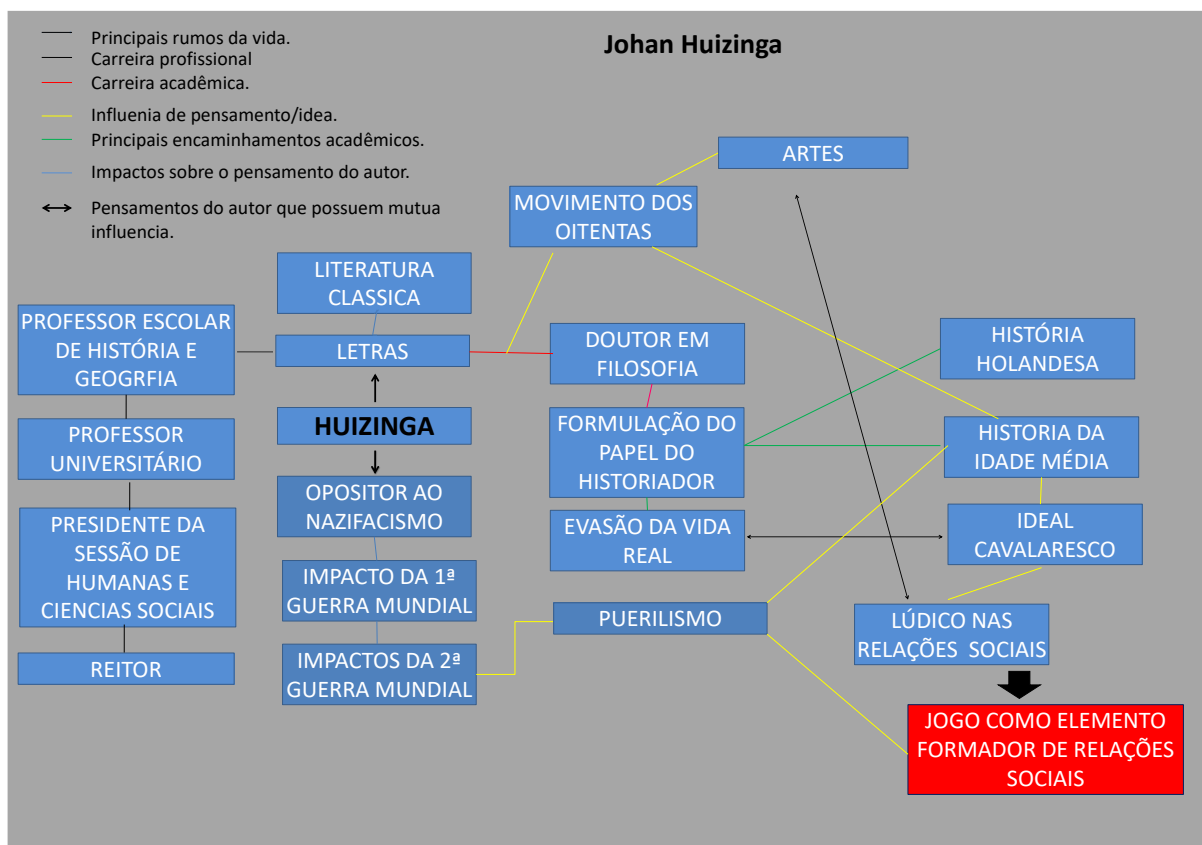 Johan Huizinga
Principais rumos da vida.
Carreira profissional
Carreira acadêmica.
Influenia de pensamento/idea.
Principais encaminhamentos acadêmicos.
Impactos sobre o pensamento do autor.
Pensamentos do autor que possuem mutua
influencia.
ARTES
MOVIMENTO DOS
OITENTAS
LITERATURA
CLASSICA
PROFESSOR ESCOLAR
DE HISTÓRIA E
GEOGRFIA
LETRAS
DOUTOR EM
FILOSOFIA
HISTÓRIA
HOLANDESA
HUIZINGA
PROFESSOR
UNIVERSITÁRIO
FORMULAÇÃO DO
PAPEL DO
HISTORIADOR
HISTORIA DA
IDADE MÉDIA
OPOSITOR AO
NAZIFACISMO
PRESIDENTE DA
SESSÃO DE
HUMANAS E
CIENCIAS SOCIAIS
EVASÃO DA VIDA
REAL
IDEAL
CAVALARESCO
IMPACTO DA 1ª
GUERRA MUNDIAL
PUERILISMO
LÚDICO NAS
RELAÇÕES SOCIAIS
REITOR
IMPACTOS DA 2ª
GUERRA MUNDIAL
JOGO COMO ELEMENTO
FORMADOR DE RELAÇÕES
SOCIAIS